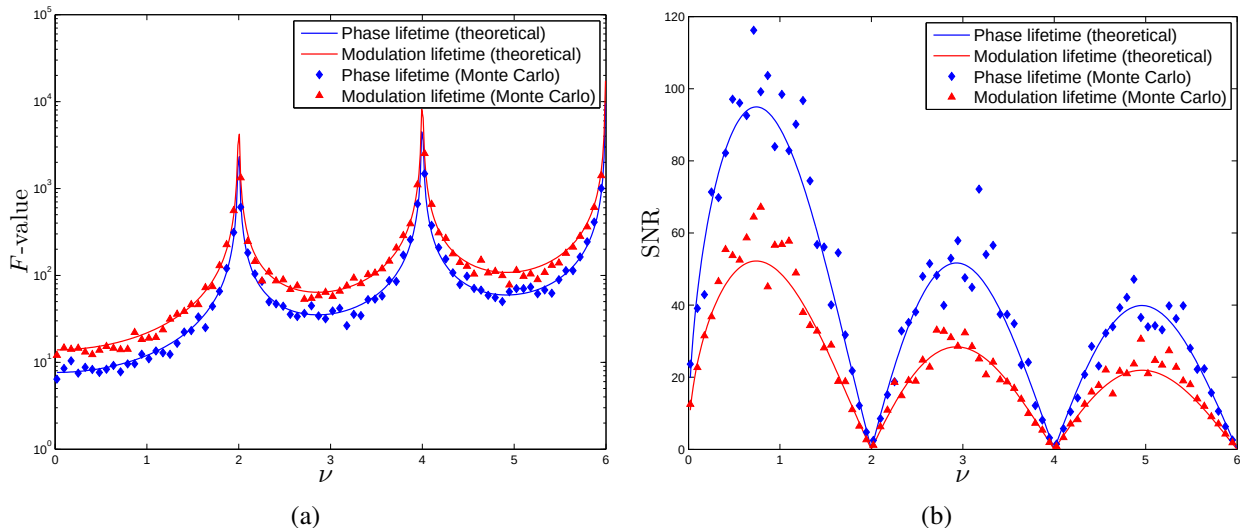 10^5
10^4
10^3
10^2
10^1
10^0
F-value
0 1 2 3 4 5 6
ν
Phase lifetime (theoretical)
Modulation lifetime (theoretical)
Phase lifetime (Monte Carlo)
Modulation lifetime (Monte Carlo)
(a)
120
100
80
60
40
20
0
SNR
0 1 2 3 4 5 6
ν
Phase lifetime (theoretical)
Modulation lifetime (theoretical)
Phase lifetime (Monte Carlo)
Modulation lifetime (Monte Carlo)
(b)